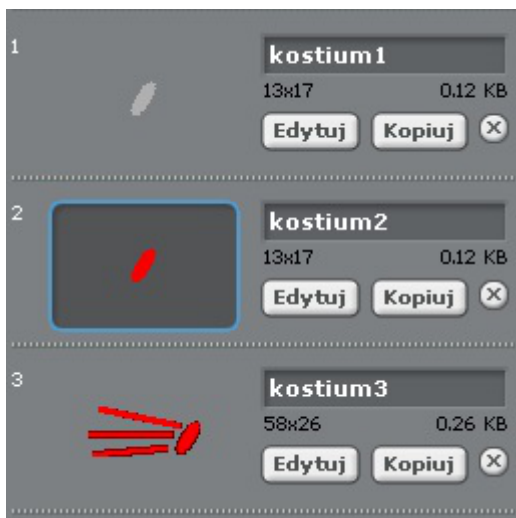 1
kostium1
13x17 0.12 KB
Edytuj Kopiuj
2
kostium2
13x17 0.12 KB
Edytuj Kopiuj
3
kostium3
58x26 0.26 KB
Edytuj Kopiuj